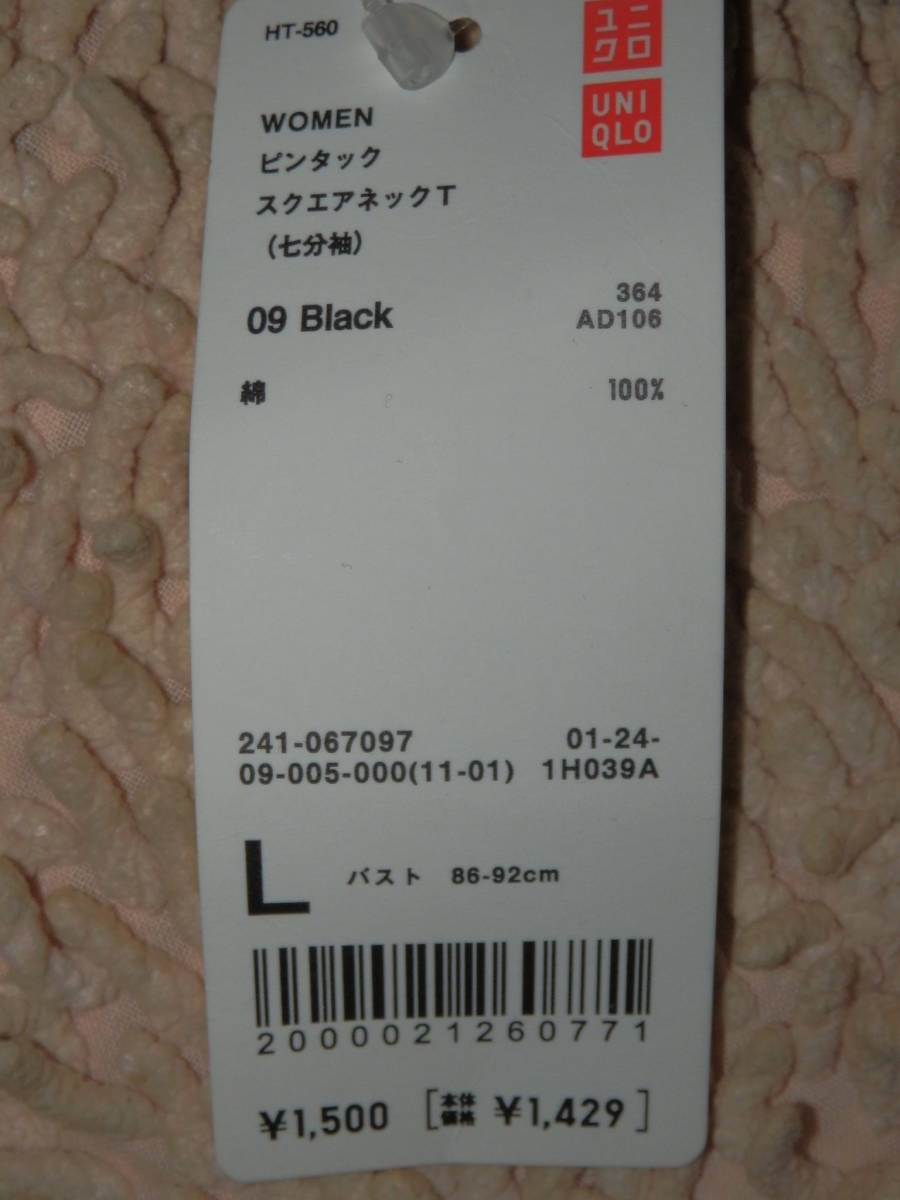 HT-560
ユニ
クロ
UNI
QLO
WOMEN
ピンタック
スクエアネックT
(七分袖)
09 Black
364
AD106
綿 100%
241-067097 01-24-
09-005-000(11-01) 1H039A
L バスト 86-92cm
2000021260771
¥1,500 [本体価格 ¥1,429]